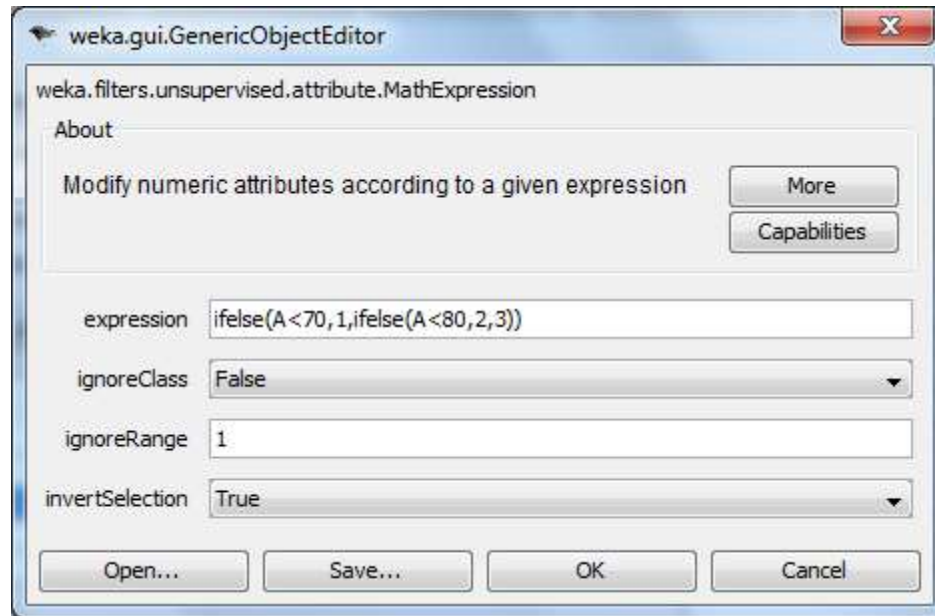 weka.gui.GenericObjectEditor
weka.filters.unsupervised.attribute.MathExpression
About
Modify numeric attributes according to a given expression
More
Capabilities
expression ifelse(A<70,1,ifelse(A<80,2,3))
ignoreClass False
ignoreRange 1
invertSelection True
Open... Save... OK Cancel